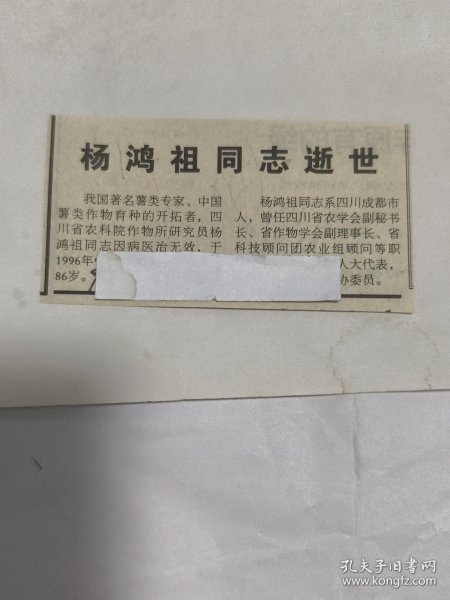 杨鸿祖同志逝世
我国著名薯类专家、中国
薯类作物育种的开拓者,四
川省农科院作物所研究员杨
鸿祖同志因病医治无效,于
1996年
86岁。
杨鸿祖同志系四川成都市
人,曾任四川省农学会副秘书
长、省作物学会副理事长、省
科技顾问团农业组顾问等职
人大代表,
协委员。
孔夫子旧书网
www.kongfz.com